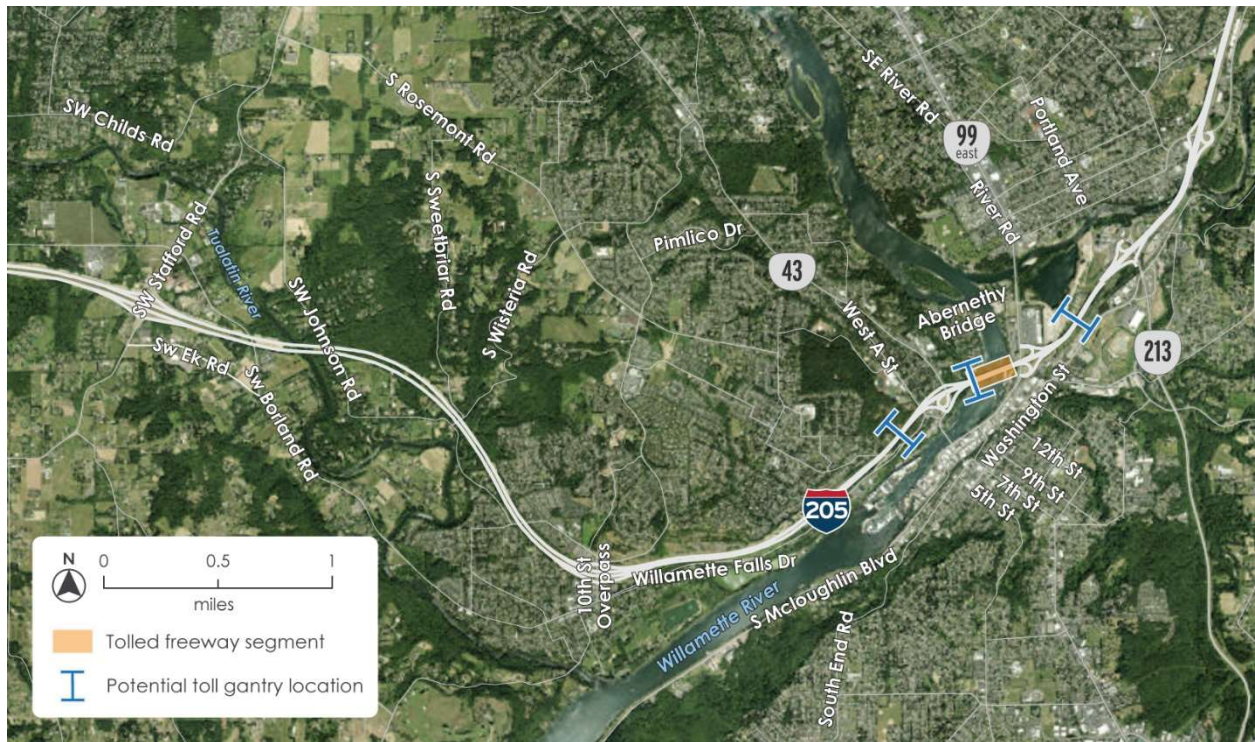 SW Childs Rd
S Rosemont Rd
SE River Rd
99
east
Portland Ave
River Rd
SW Stafford Rd
Tualatin River
S Sweetbriar Rd
S Wisteria Rd
Pimlico Dr
43
SW Johnson Rd
West A St
Abernethy
Bridge
213
Sw Ek Rd
Sw Borland Rd
Washington St
12th St
9th St
7th St
5th St
205
10th St
Overpass
Willamette Falls Dr
Willamette River
S Mcloughlin Blvd
South End Rd
N
0
0.5
1
miles
Tolled freeway segment
Potential toll gantry location